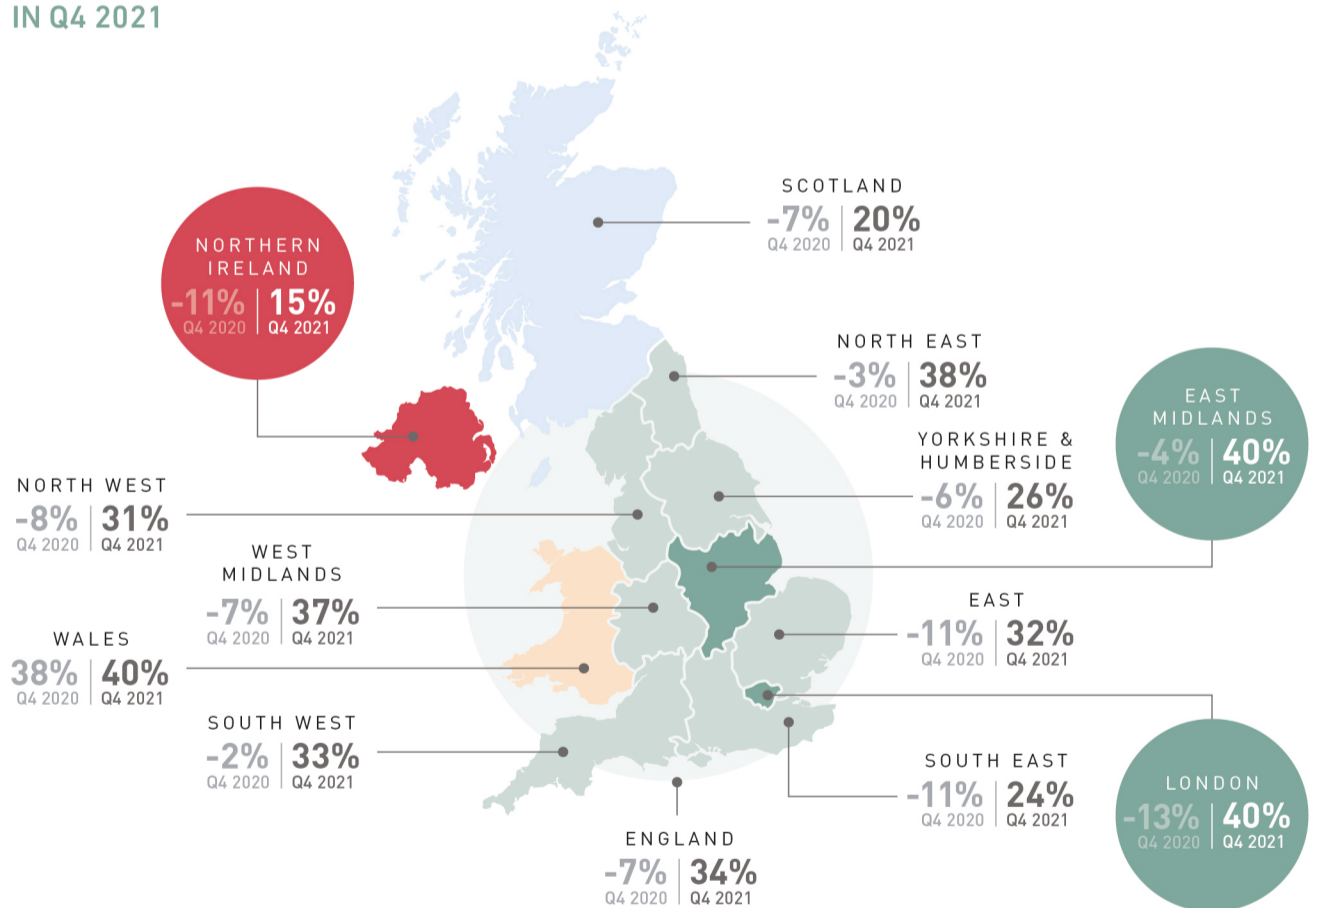 IN Q4 2021
SCOTLAND
-7% 20%
Q4 2020 Q4 2021
NORTHERN
IRELAND
-11% 15%
Q4 2020 Q4 2021
NORTH EAST
-3% 38%
Q4 2020 Q4 2021
EAST
MIDLANDS
-4% 40%
Q4 2020 Q4 2021
YORKSHIRE &
HUMBERSIDE
-6% 26%
Q4 2020 Q4 2021
NORTH WEST
-8% 31%
Q4 2020 Q4 2021
WEST
MIDLANDS
-7% 37%
Q4 2020 Q4 2021
EAST
-11% 32%
Q4 2020 Q4 2021
WALES
38% 40%
Q4 2020 Q4 2021
SOUTH WEST
-2% 33%
Q4 2020 Q4 2021
SOUTH EAST
-11% 24%
Q4 2020 Q4 2021
LONDON
-13% 40%
Q4 2020 Q4 2021
ENGLAND
-7% 34%
Q4 2020 Q4 2021